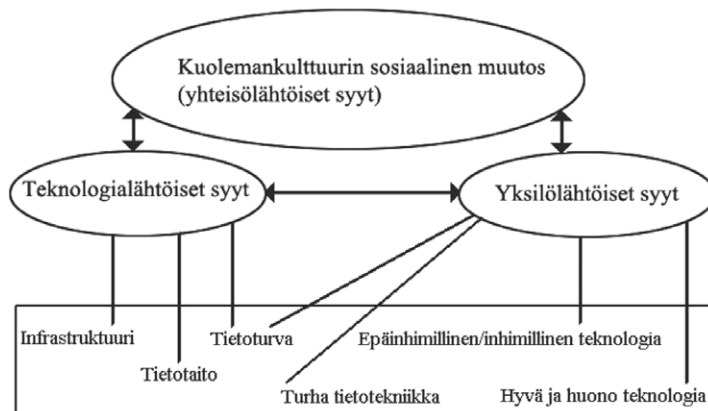 Kuolemankulttuurin sosiaalinen muutos
(yhteisölähtöiset syyt)
Teknologialähtöiset syyt
Yksilölähtöiset syyt
Infrastruktuuri
Tietoturva
Epäinhimillinen/inhimillinen teknologia
Tietotaito
Turha tietotekniikka
Hyvä ja huono teknologia